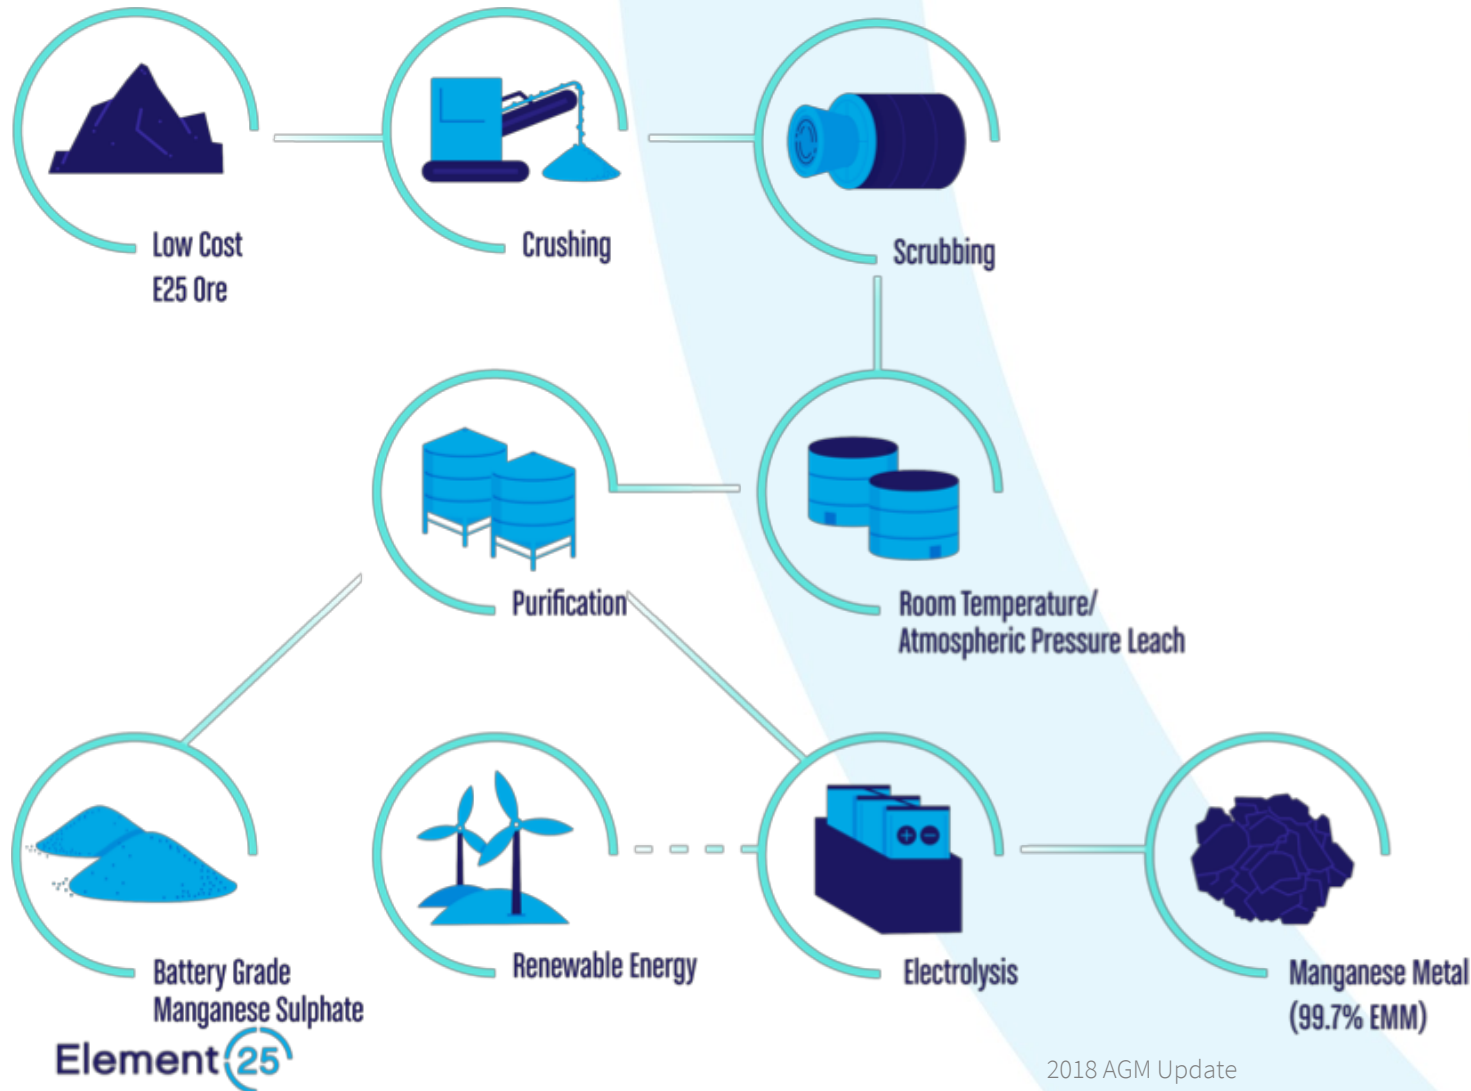 Low Cost
E25 Ore
Crushing
Scrubbing
Purification
Room Temperature/
Atmospheric Pressure Leach
Battery Grade
Manganese Sulphate
Renewable Energy
Electrolysis
Manganese Metal
(99.7% EMM)
Element 25
2018 AGM Update